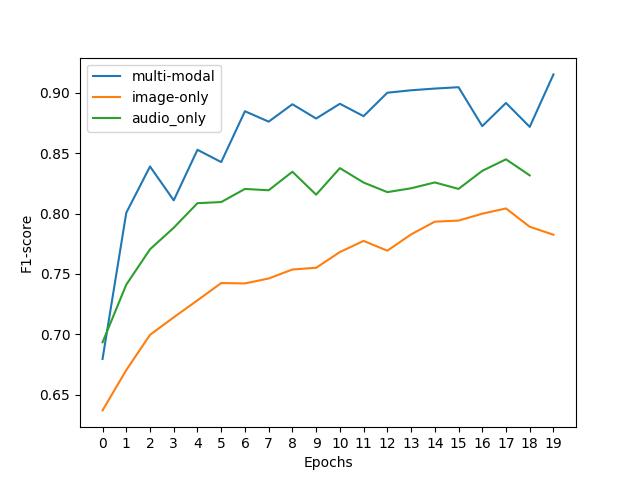 multi-modal
image-only
audio_only
F1-score
0.90
0.85
0.80
0.75
0.70
0.65
0 1 2 3 4 5 6 7 8 9 10 11 12 13 14 15 16 17 18 19
Epochs